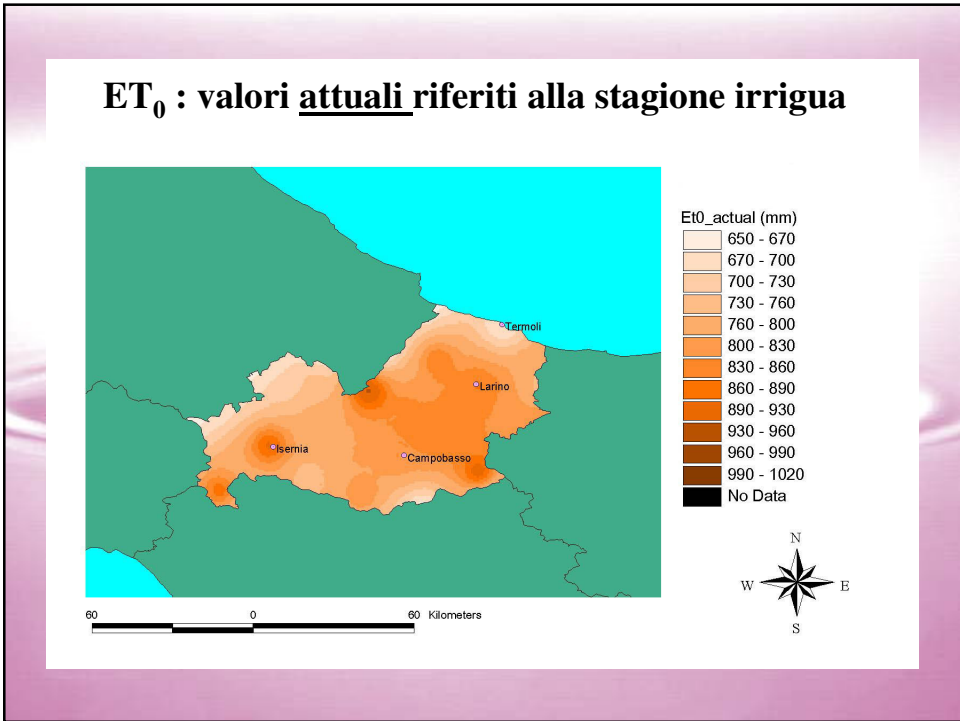 ET₀ : valori attuali riferiti alla stagione irrigua
Et0_actual (mm)
650 - 670
670 - 700
700 - 730
730 - 760
760 - 800
800 - 830
830 - 860
860 - 890
890 - 930
930 - 960
960 - 990
990 - 1020
No Data
Termoli
Larino
Isernia
Campobasso
N
W E
S
60 0 60 Kilometers